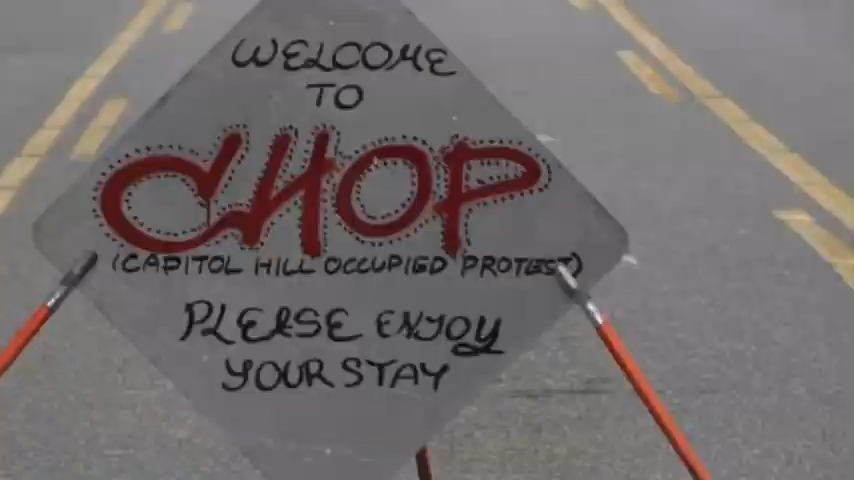 WELCOME
TO
CHOP
(CAPITOL HILL OCCUPIED PROTEST)
PLEASE ENJOY
YOUR STAY